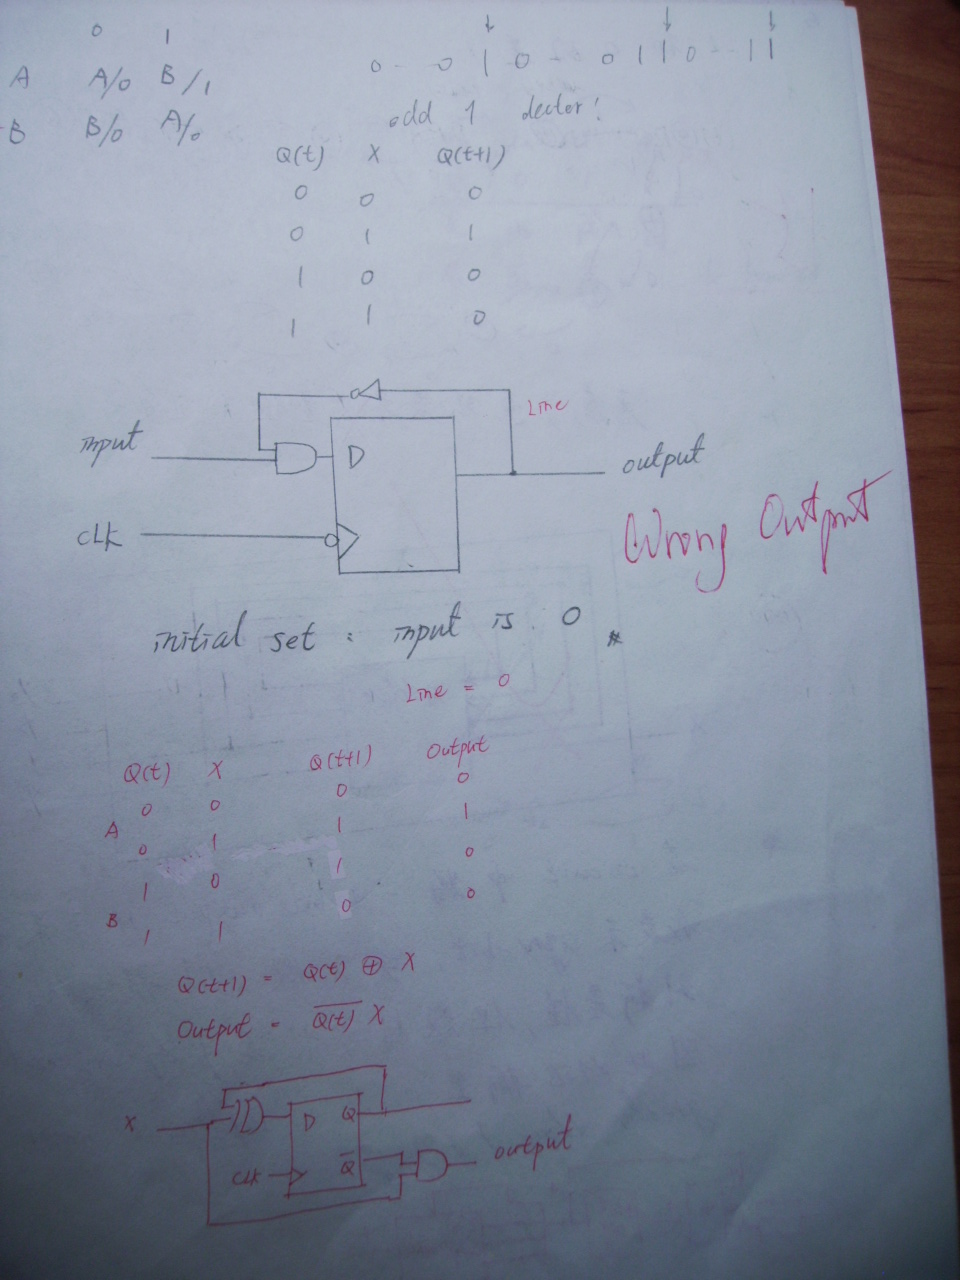 0 1
A A/0 B/1
B B/0 A/0
0 -- 0 1 0 -- 0 1 1 0 -- 1 1
odd 1 dector!
Q(t) X Q(t+1)
0 0 0
0 1 1
1 0 0
1 1 0
Line
input D output
CLK
Wrong Output
initial set : input is 0
Line = 0
Q(t) X Q(t+1) Output
0 0 0 0
A
0 1 1 1
1 0 1 0
B
1 1 0 0
Q(t+1) = Q(t) ⊕ X
Output = Q̅(̅t̅)̅ X
X D Q
CLK Q̅ output